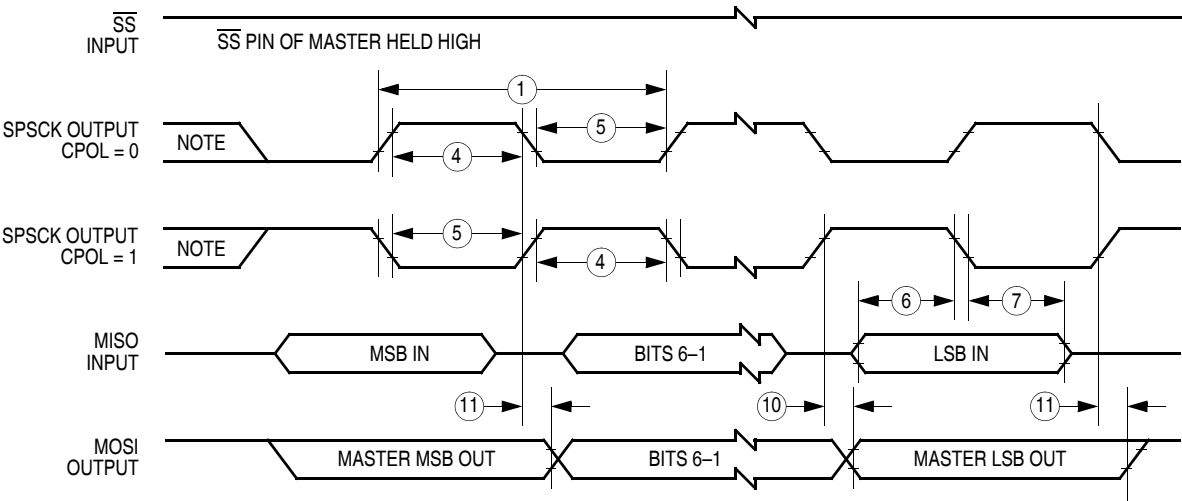 SS
INPUT
SS PIN OF MASTER HELD HIGH
1
SPSCK OUTPUT
CPOL = 0
NOTE
4
5
SPSCK OUTPUT
CPOL = 1
NOTE
5
4
6
7
MISO
INPUT
MSB IN
BITS 6–1
LSB IN
11
10
11
MOSI
OUTPUT
MASTER MSB OUT
BITS 6–1
MASTER LSB OUT